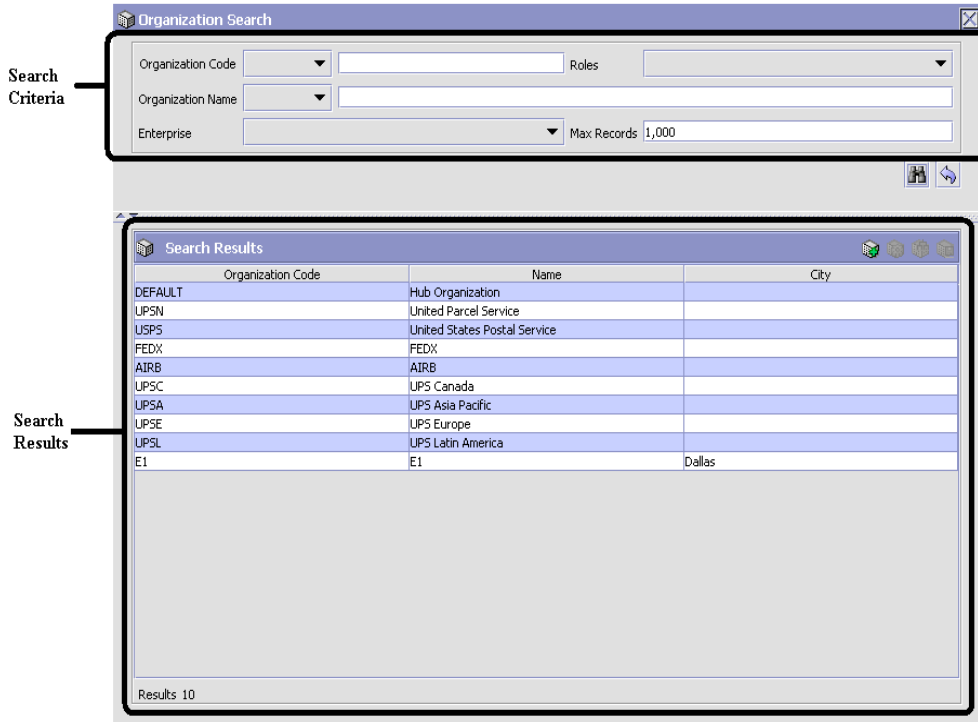 Organization Search
Search
Criteria
Organization Code Roles
Organization Name
Enterprise Max Records 1,000
Search Results
Organization Code Name City
DEFAULT Hub Organization
UPSN United Parcel Service
USPS United States Postal Service
FEDX FEDX
AIRB AIRB
UPSC UPS Canada
UPSA UPS Asia Pacific
UPSE UPS Europe
UPSL UPS Latin America
E1 E1 Dallas
Search
Results
Results 10